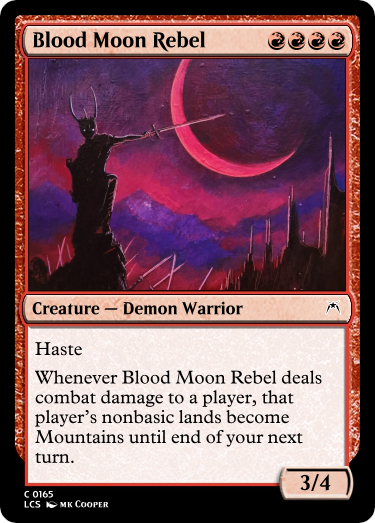 Blood Moon Rebel
Creature — Demon Warrior
Haste
Whenever Blood Moon Rebel deals
combat damage to a player, that
player's nonbasic lands become
Mountains until end of your next
turn.
3/4
C 0165
LCS MK COOPER